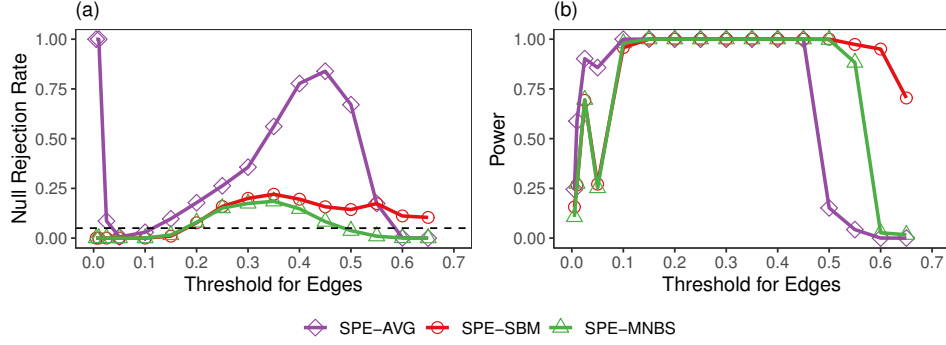 (a)
Null Rejection Rate
1.00
0.75
0.50
0.25
0.00
0.0 0.1 0.2 0.3 0.4 0.5 0.6 0.7
Threshold for Edges
(b)
Power
1.00
0.75
0.50
0.25
0.00
0.0 0.1 0.2 0.3 0.4 0.5 0.6 0.7
Threshold for Edges
SPE−AVG SPE−SBM SPE−MNBS